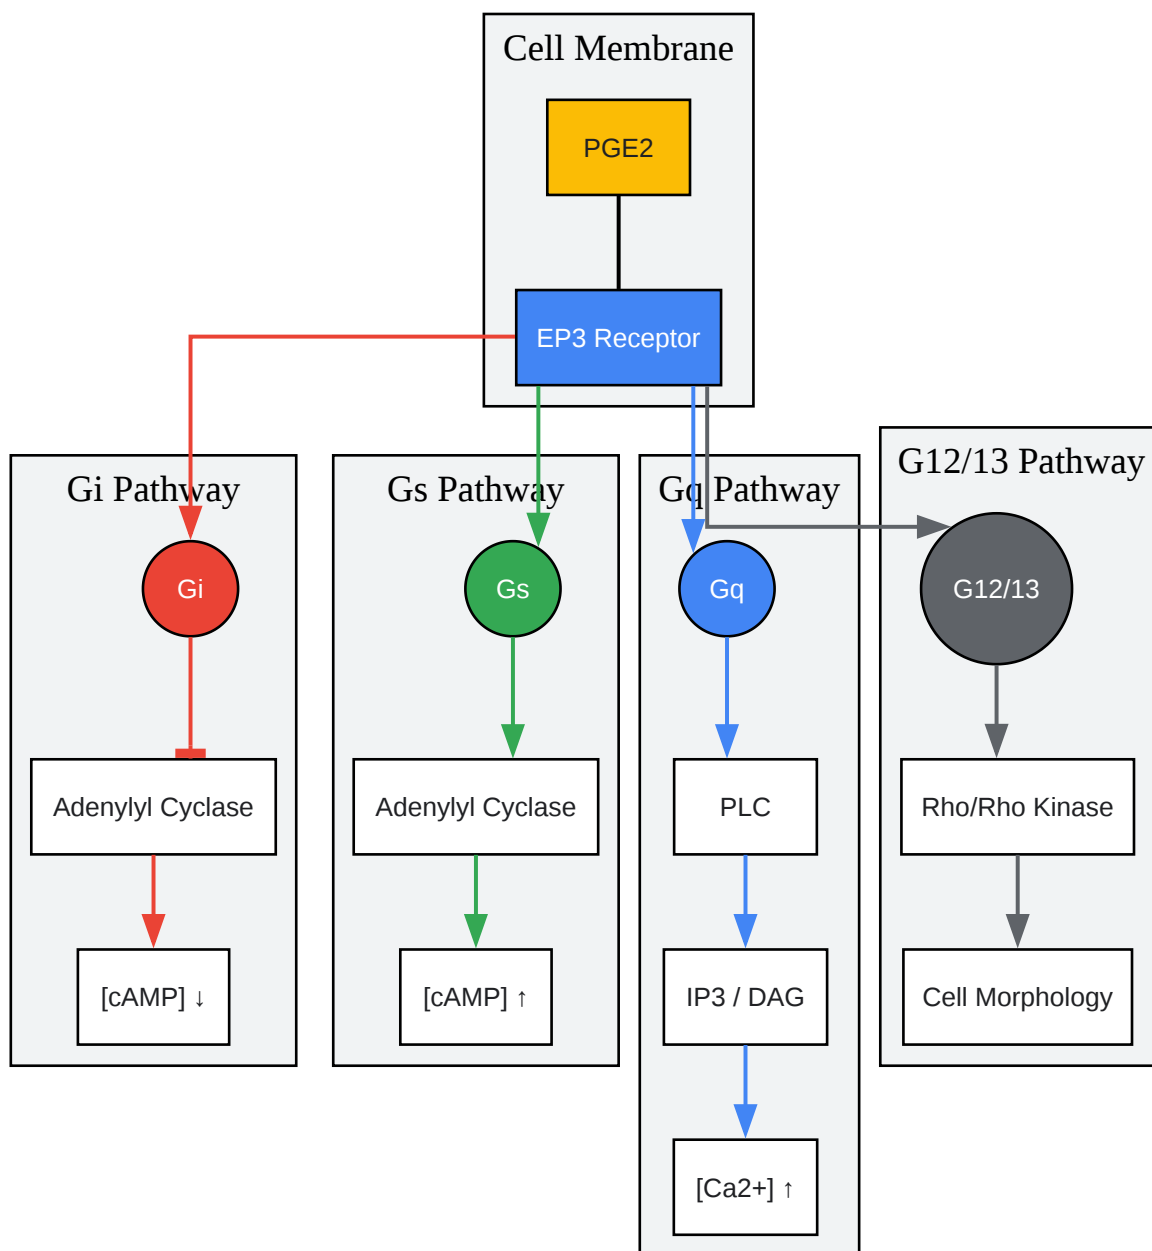 Cell Membrane
PGE2
EP3 Receptor
Gi Pathway
Gi
Adenylyl Cyclase
[cAMP] ↓
Gs Pathway
Gs
Adenylyl Cyclase
[cAMP] ↑
Gq Pathway
Gq
PLC
IP3 / DAG
[Ca2+] ↑
G12/13 Pathway
G12/13
Rho/Rho Kinase
Cell Morphology